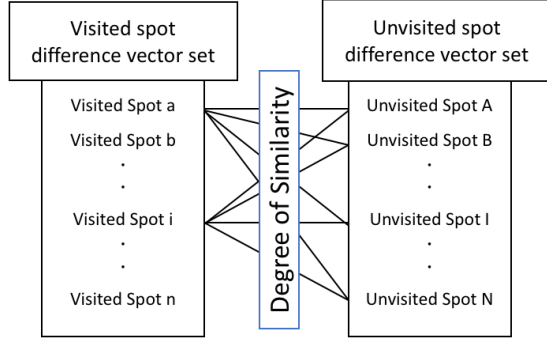 Visited spot
difference vector set
Visited Spot a
Visited Spot b
.
.
Visited Spot i
.
.
Visited Spot n
Degree of Similarity
Unvisited spot
difference vector set
Unvisited Spot A
Unvisited Spot B
.
.
Unvisited Spot I
.
.
Unvisited Spot N